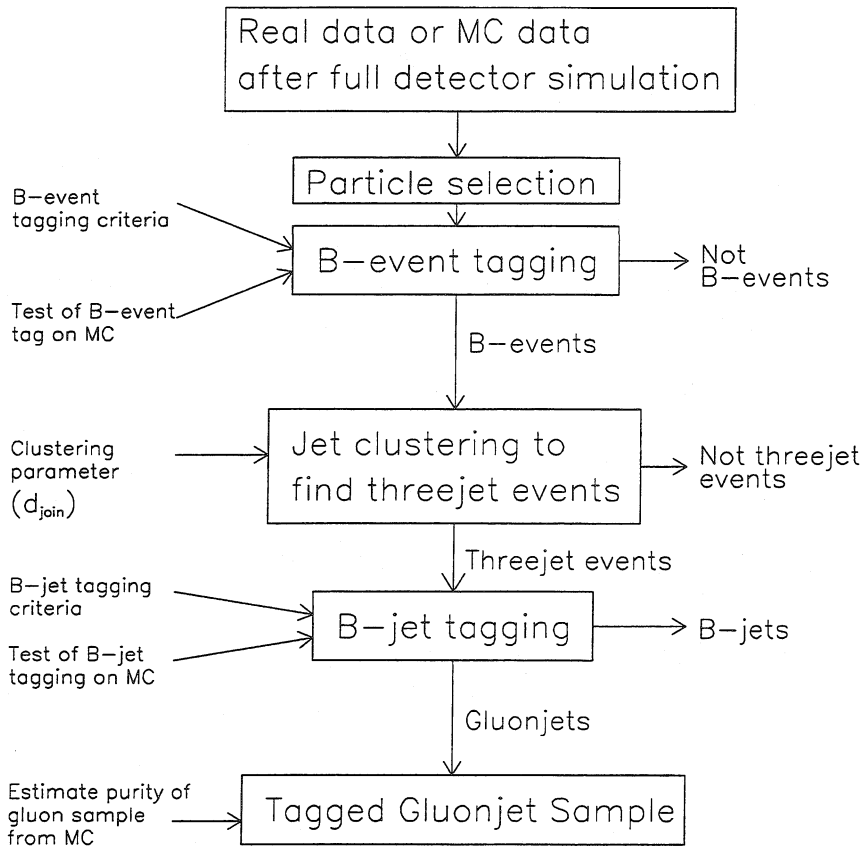 Real data or MC data
after full detector simulation
Particle selection
B-event
tagging criteria
B-event tagging
Not
B-events
Test of B-event
tag on MC
B-events
Clustering
parameter
(d_join)
Jet clustering to
find threejet events
Not threejet
events
Threejet events
B-jet tagging
criteria
B-jet tagging
B-jets
Test of B-jet
tagging on MC
Gluonjets
Estimate purity of
gluon sample
from MC
Tagged Gluonjet Sample